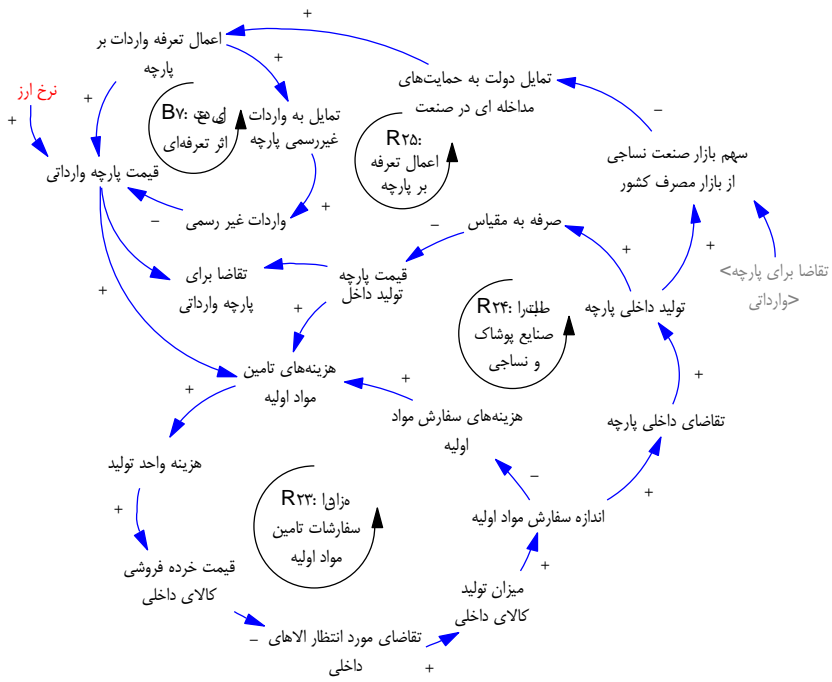 +
اعمال تعرفه واردات بر
پارچه
+
تمایل دولت به حمایت‌های
مداخله ای در صنعت
نرخ ارز
+
+
B۷:
اثر تعرفه‌ای
تمایل به واردات
غیررسمی پارچه
R۲۵:
اعمال تعرفه
بر پارچه
–
سهم بازار صنعت نساجی
از بازار مصرف کشور
قیمت پارچه وارداتی
+
–
واردات غیر رسمی
–
صرفه به مقیاس
+
+
<تقاضا برای پارچه
وارداتی>
تقاضا برای
پارچه وارداتی
قیمت پارچه
تولید داخل
+
+
R۲۴:
صنایع پوشاک
و نساجی
تولید داخلی پارچه
هزینه‌های تامین
مواد اولیه
+
+
+
هزینه‌های سفارش مواد
اولیه
تقاضای داخلی پارچه
هزینه واحد تولید
–
+
+
R۲۳:
سفارشات تامین
مواد اولیه
اندازه سفارش مواد اولیه
قیمت خرده فروشی
کالای داخلی
+
میزان تولید
کالای داخلی
–
تقاضای مورد انتظار الاهای
داخلی
+